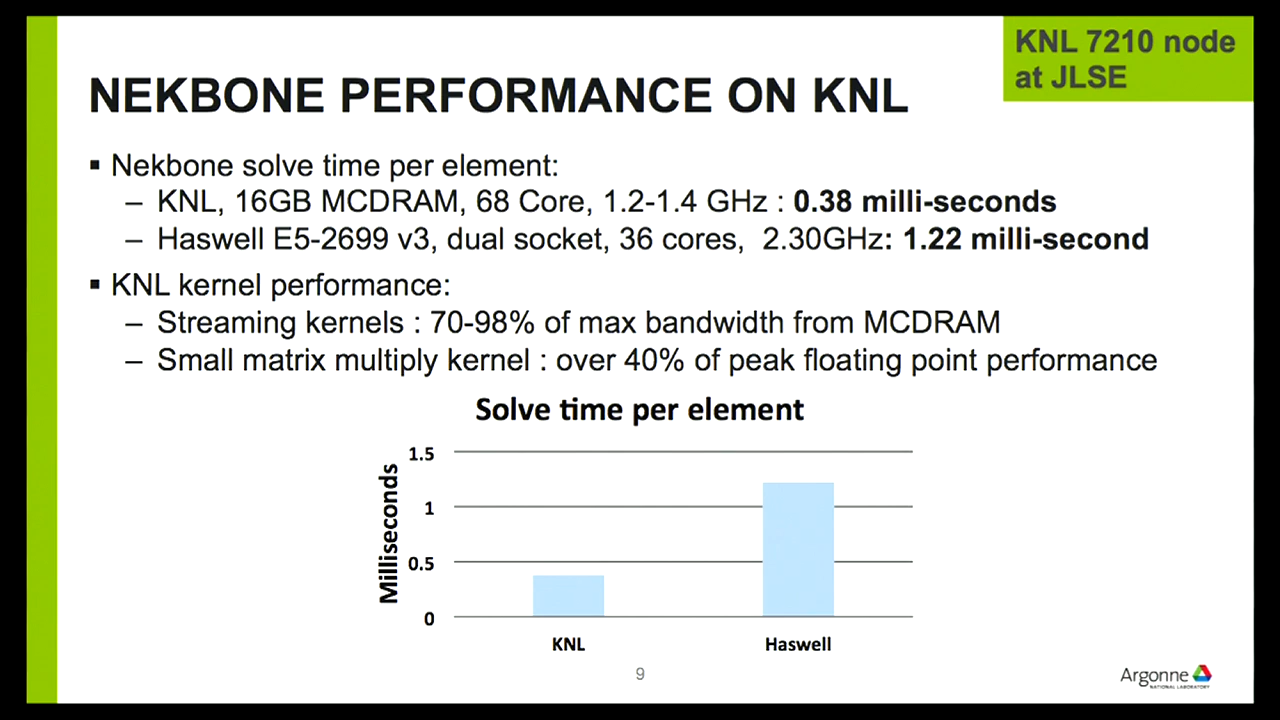 KNL 7210 node
at JLSE
NEKBONE PERFORMANCE ON KNL
▪ Nekbone solve time per element:
– KNL, 16GB MCDRAM, 68 Core, 1.2-1.4 GHz : 0.38 milli-seconds
– Haswell E5-2699 v3, dual socket, 36 cores, 2.30GHz: 1.22 milli-second
▪ KNL kernel performance:
– Streaming kernels : 70-98% of max bandwidth from MCDRAM
– Small matrix multiply kernel : over 40% of peak floating point performance
Solve time per element
Milliseconds
1.5
1
0.5
0
KNL Haswell
9
Argonne
NATIONAL LABORATORY